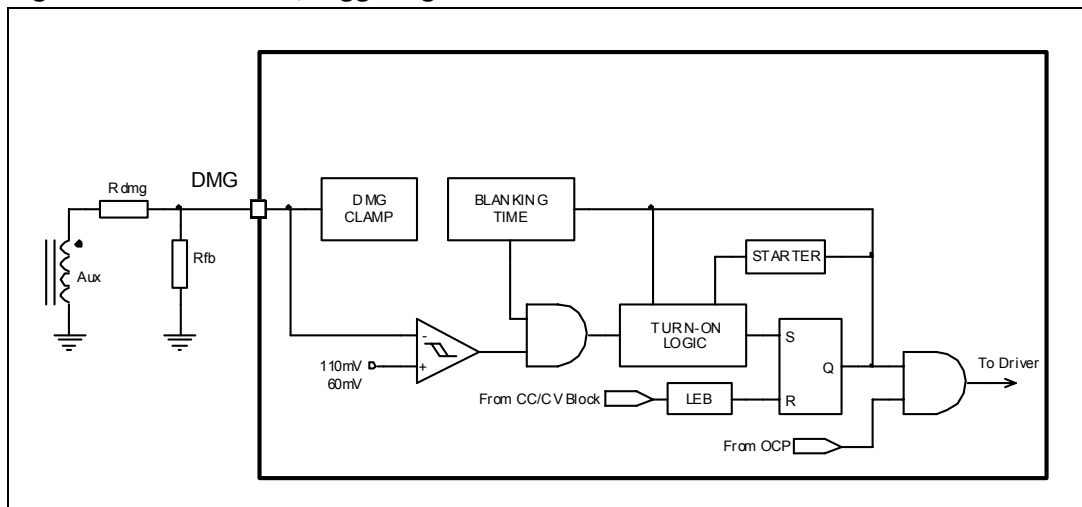 DMG
Rdmg
Rfb
Aux
DMG
CLAMP
BLANKING
TIME
STARTER
TURN-ON
LOGIC
110mV
60mV
-
+
S
Q
R
From CC/CV Block
LEB
From OCP
To Driver